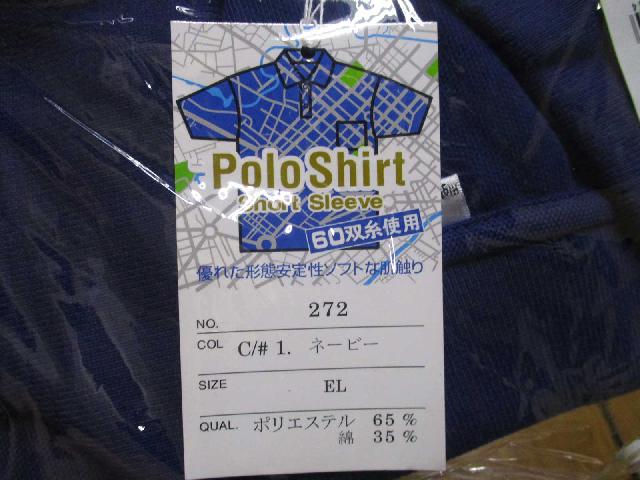 Polo Shirt
Short Sleeve
60双糸使用
優れた形態安定性ソフトな肌触り
NO. 272
COL C/# 1. ネービー
SIZE EL
QUAL. ポリエステル 65 %
綿 35 %